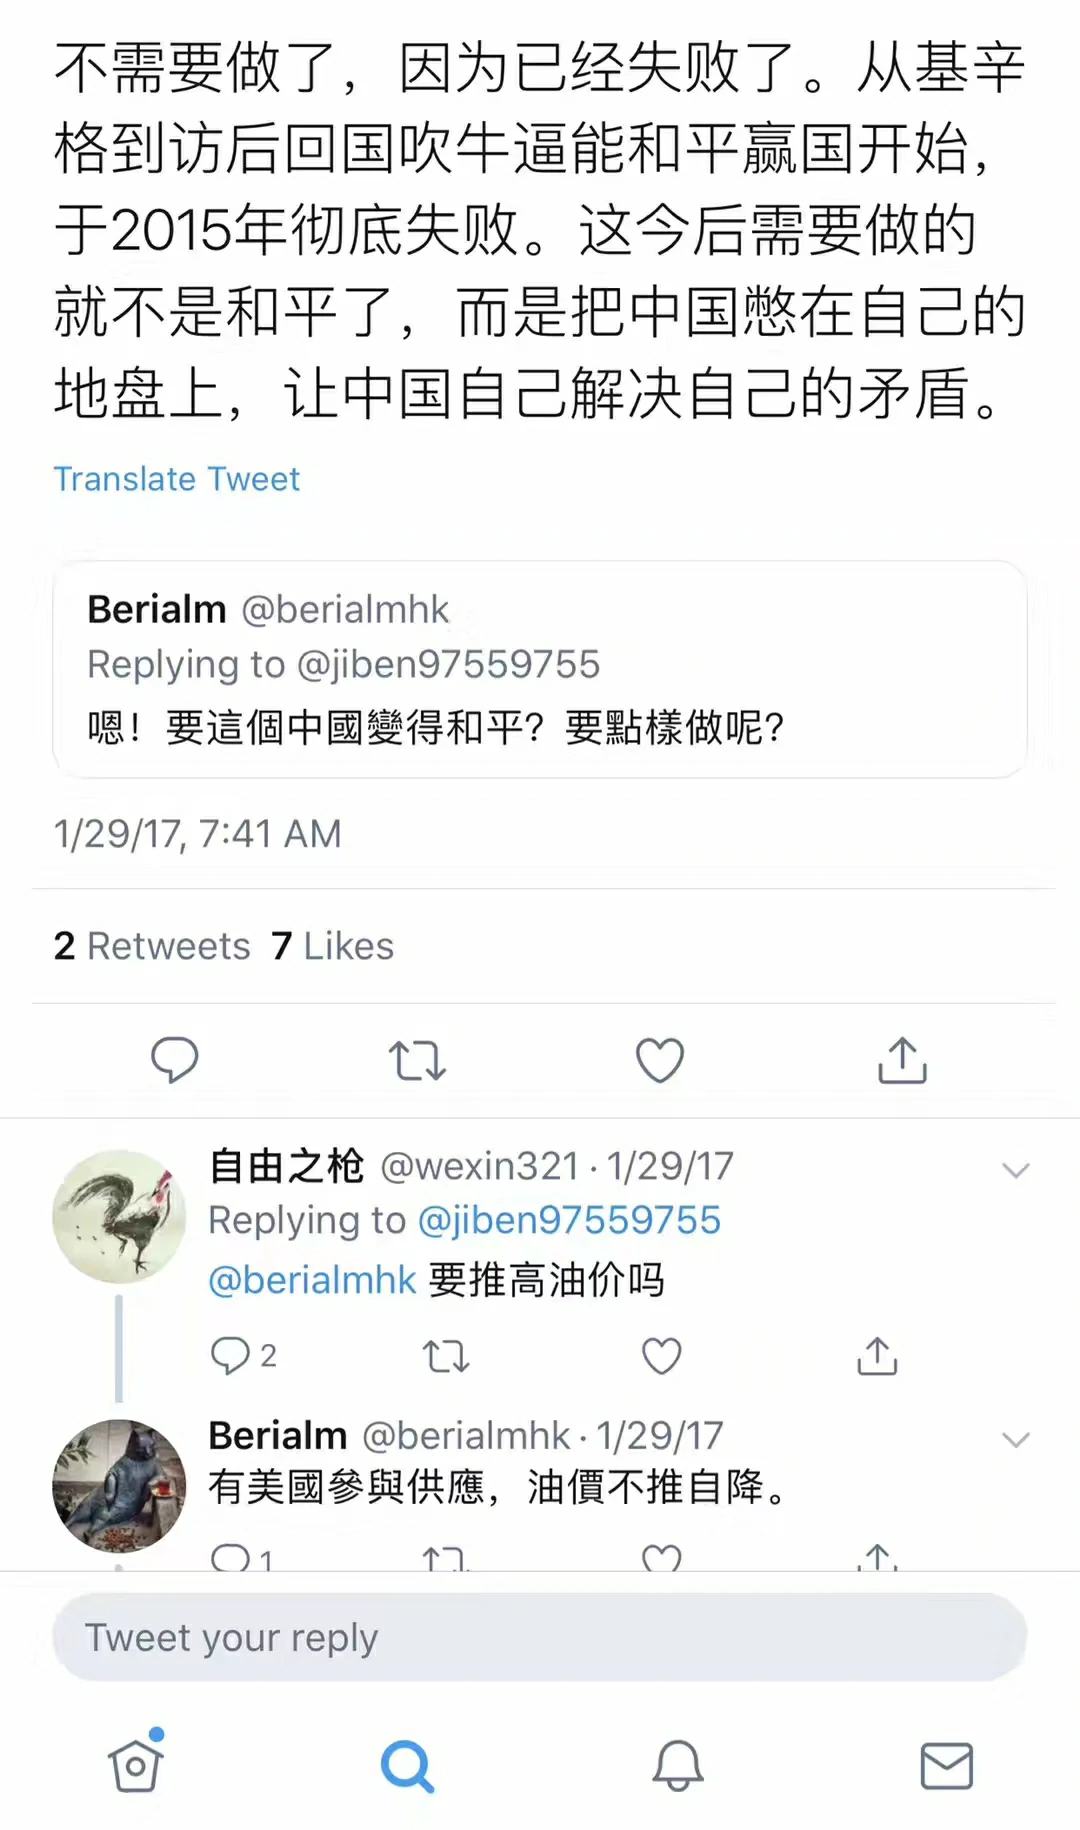 不需要做了，因为已经失败了。从基辛
格到访后回国吹牛逼能和平赢国开始，
于2015年彻底失败。这今后需要做的
就不是和平了，而是把中国憋在自己的
地盘上，让中国自己解决自己的矛盾。
Translate Tweet
Berialm @berialmhk
Replying to @jiben97559755
嗯！要這個中國變得和平？要點樣做呢？
1/29/17, 7:41 AM
2 Retweets 7 Likes
自由之枪 @wexin321 · 1/29/17
Replying to @jiben97559755
@berialmhk 要推高油价吗
2
Berialm @berialmhk · 1/29/17
有美國參與供應，油價不推自降。
1
Tweet your reply